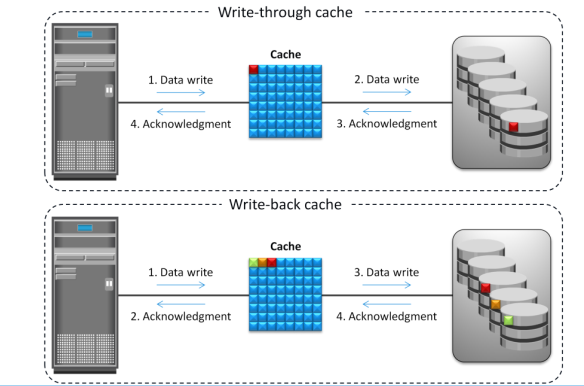 Write-through cache
Cache
1. Data write
2. Data write
4. Acknowledgment
3. Acknowledgment
Write-back cache
Cache
1. Data write
3. Data write
2. Acknowledgment
4. Acknowledgment